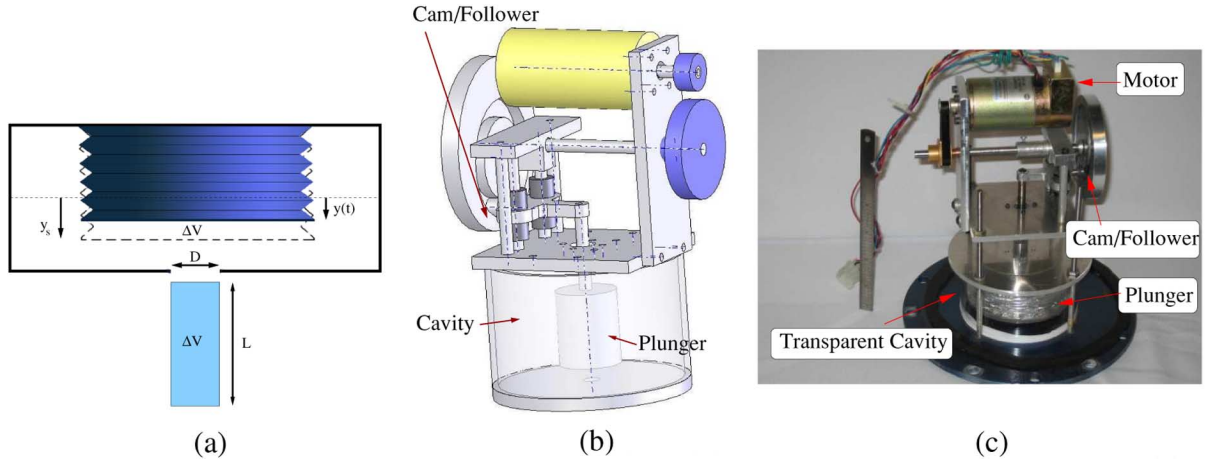 Cam/Follower
y_s
ΔV
y(t)
D
ΔV
L
(a)
Cavity
Plunger
(b)
Motor
Cam/Follower
Plunger
Transparent Cavity
(c)